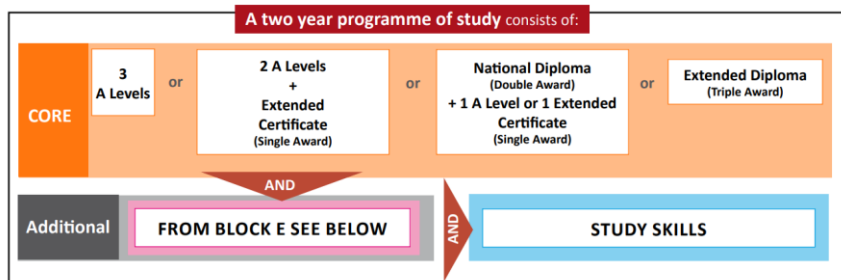 A two year programme of study consists of:
CORE
3
A Levels
or
2 A Levels
+
Extended
Certificate
(Single Award)
or
National Diploma
(Double Award)
+ 1 A Level or 1 Extended
Certificate
(Single Award)
or
Extended Diploma
(Triple Award)
AND
Additional
FROM BLOCK E SEE BELOW
AND
STUDY SKILLS